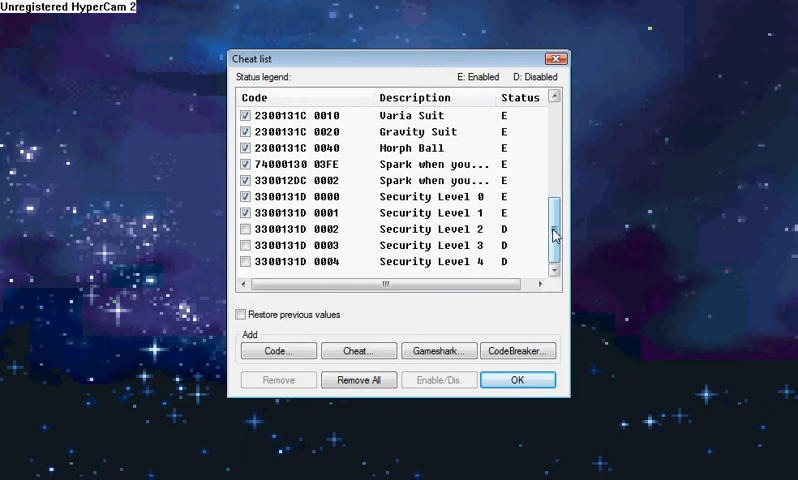 Unregistered HyperCam 2
Cheat list
Status legend: E: Enabled D: Disabled
Code Description Status
2300131C 0010 Varia Suit E
2300131C 0020 Gravity Suit E
2300131C 0040 Morph Ball E
74000130 03FE Spark when you... E
330012DC 0002 Spark when you... E
3300131D 0000 Security Level 0 E
3300131D 0001 Security Level 1 E
3300131D 0002 Security Level 2 D
3300131D 0003 Security Level 3 D
3300131D 0004 Security Level 4 D
Restore previous values
Add
Code... Cheat... Gameshark... CodeBreaker...
Remove Remove All Enable/Dis. OK